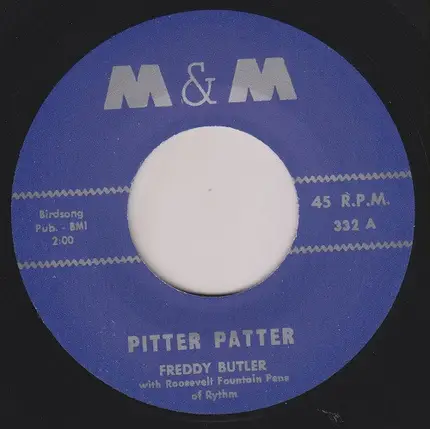 M & M
Birdsong
Pub. - BMI
2:00
45 R.P.M.
332 A
PITTER PATTER
FREDDY BUTLER
with Roosevelt Fountain Pens
of Rythm